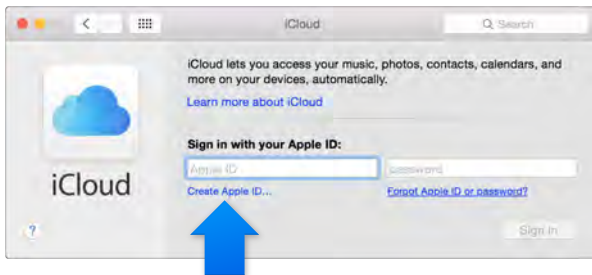 iCloud
Search
iCloud lets you access your music, photos, contacts, calendars, and
more on your devices, automatically.
Learn more about iCloud
Sign in with your Apple ID:
Apple ID
password
iCloud
Create Apple ID...
Forgot Apple ID or password?
?
Sign In